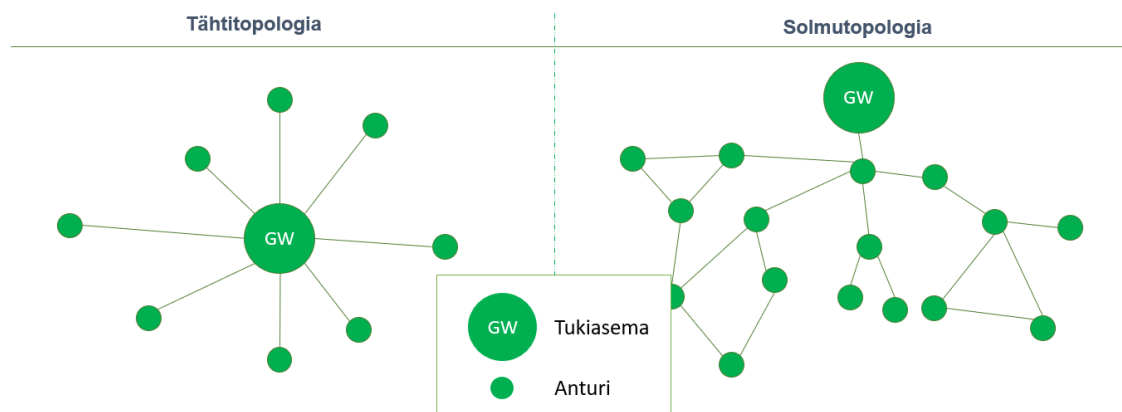 Tähtitopologia
Solmutopologia
GW
GW
GW Tukiasema
Anturi